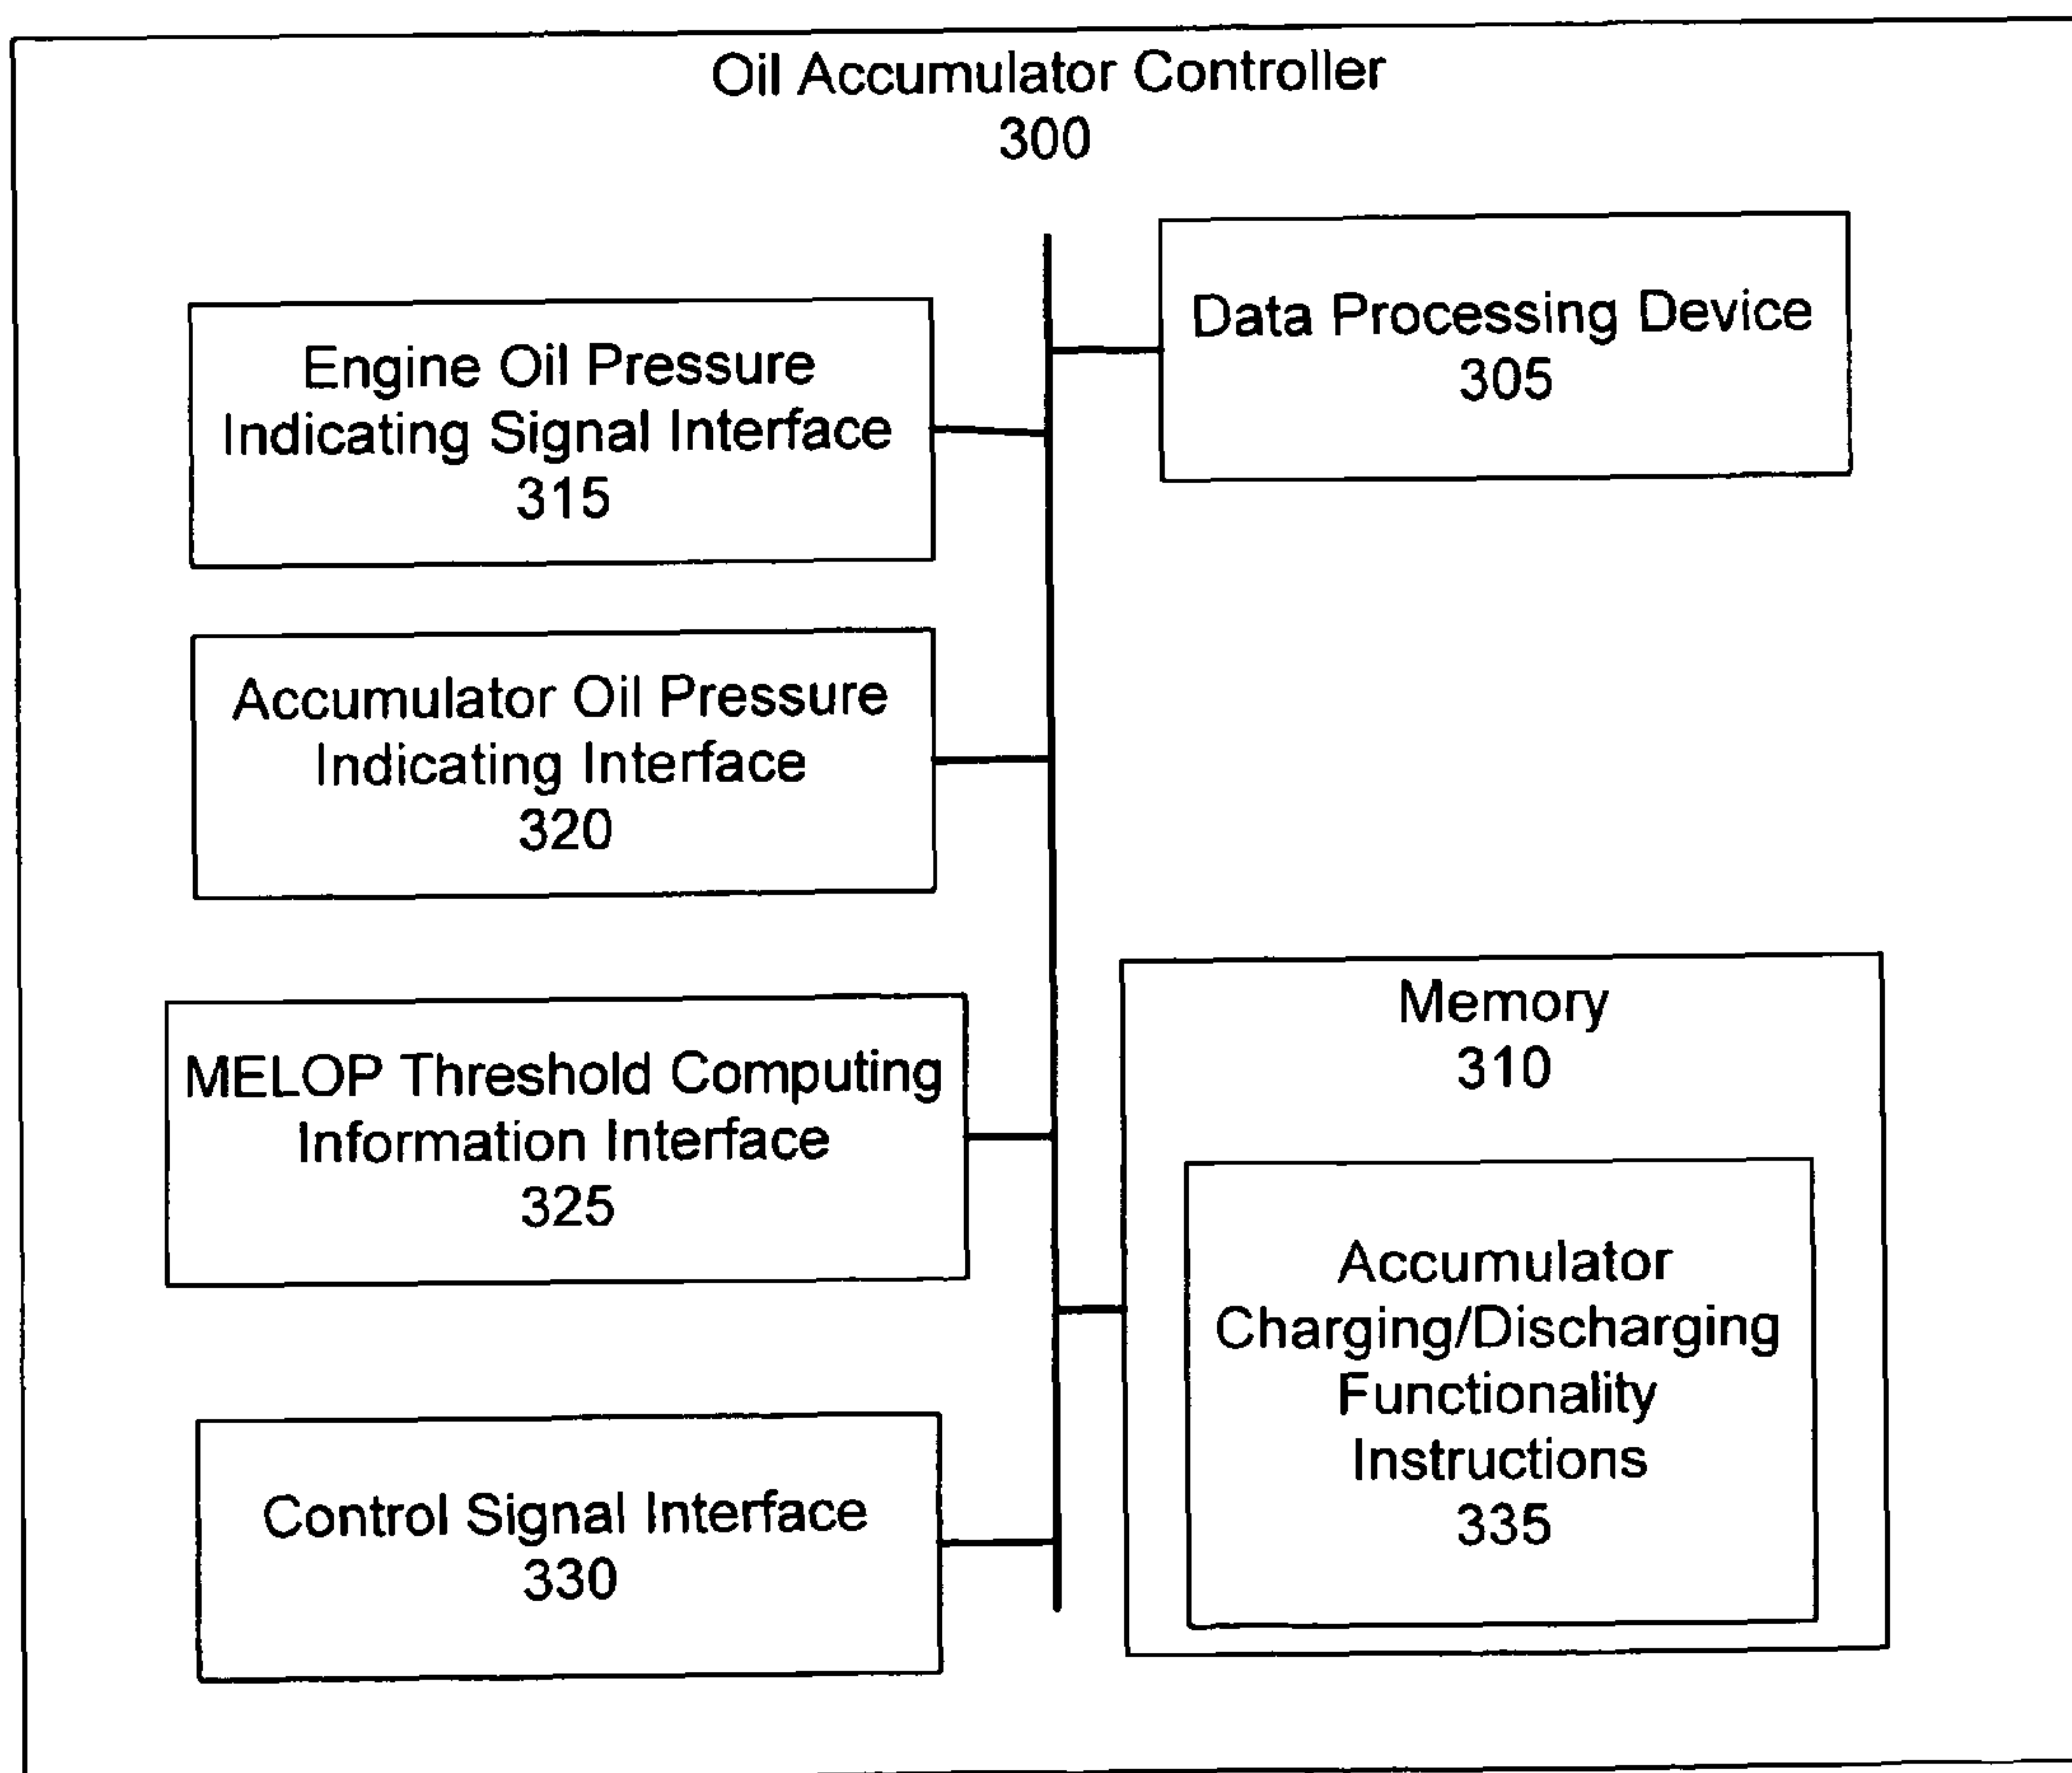 Oil Accumulator Controller
300
Data Processing Device
305
Engine Oil Pressure
Indicating Signal Interface
315
Accumulator Oil Pressure
Indicating Interface
320
MELOP Threshold Computing
Information Interface
325
Control Signal Interface
330
Memory
310
Accumulator
Charging/Discharging
Functionality
Instructions
335